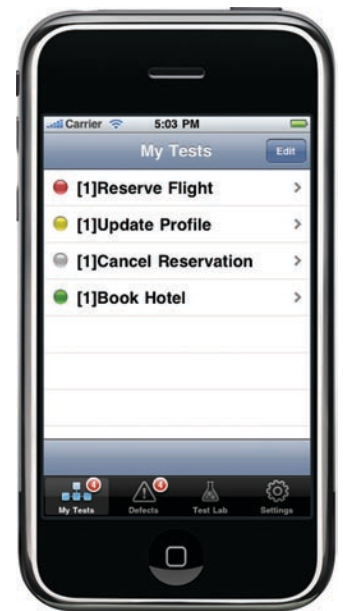 Carrier 5:03 PM
My Tests Edit
[1]Reserve Flight
[1]Update Profile
[1]Cancel Reservation
[1]Book Hotel
4 4
My Tests Defects Test Lab Settings